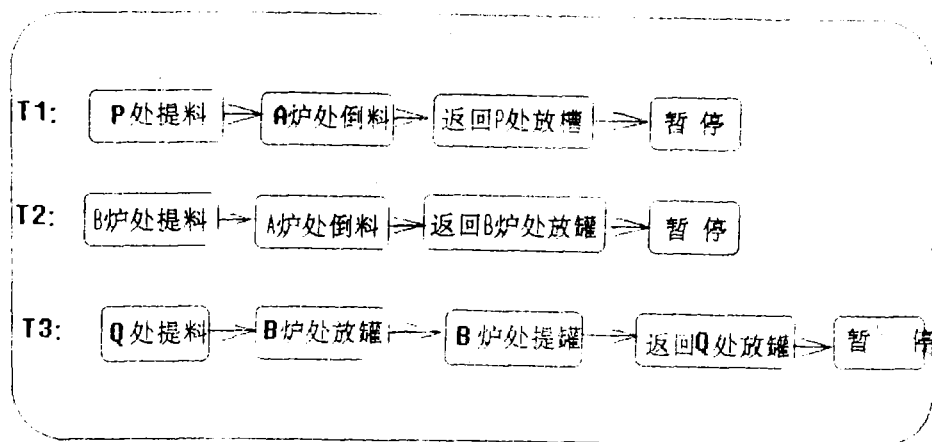 T1: P处提料 A炉处倒料 返回P处放槽 暂停
T2: B炉处提料 A炉处倒料 返回B炉处放罐 暂停
T3: Q处提料 B炉处放罐 B炉处提罐 返回Q处放罐 暂停